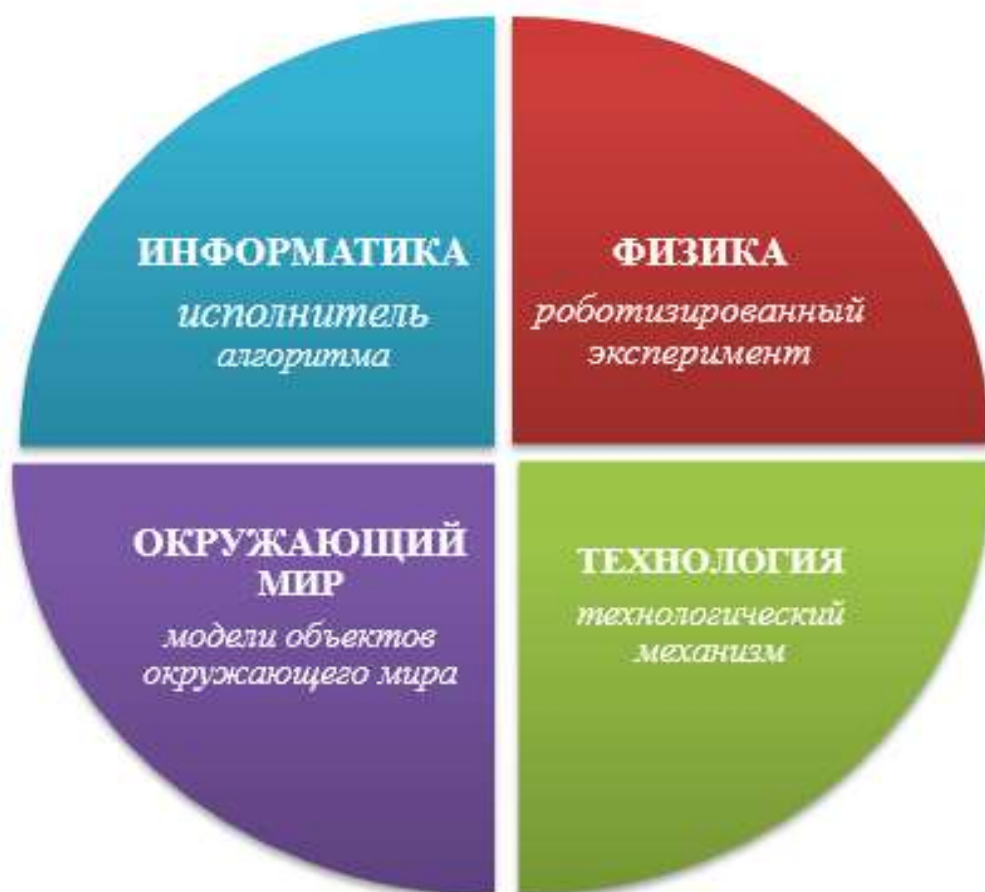 ИНФОРМАТИКА
исполнитель
алгоритма
ФИЗИКА
роботизированный
эксперимент
ОКРУЖАЮЩИЙ
МИР
модели объектов
окружающего мира
ТЕХНОЛОГИЯ
технологический
механизм